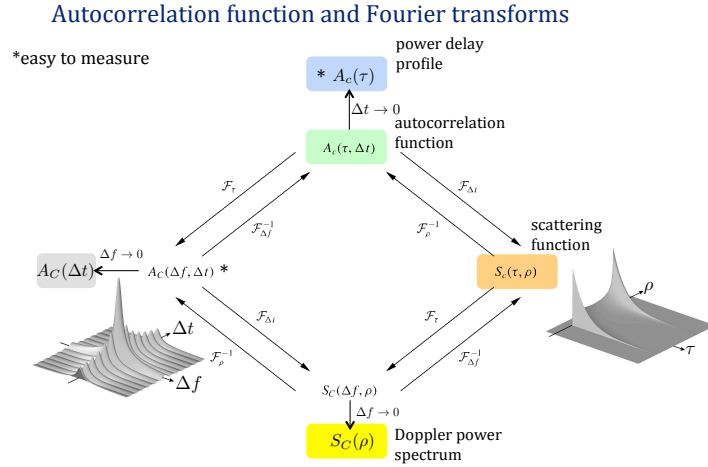 Autocorrelation function and Fourier transforms
*easy to measure
power delay
profile
* A_c(τ)
Δt → 0
autocorrelation
function
A_c(τ, Δt)
F_τ
F_Δf^{-1}
F_Δt
F_ρ^{-1}
scattering
function
Δf → 0
A_C(Δt)
A_C(Δf, Δt) *
S_c(τ, ρ)
ρ
τ
Δt
Δf
F_ρ^{-1}
F_Δt
F_τ
F_Δf^{-1}
S_C(Δf, ρ)
Δf → 0
S_C(ρ)
Doppler power
spectrum